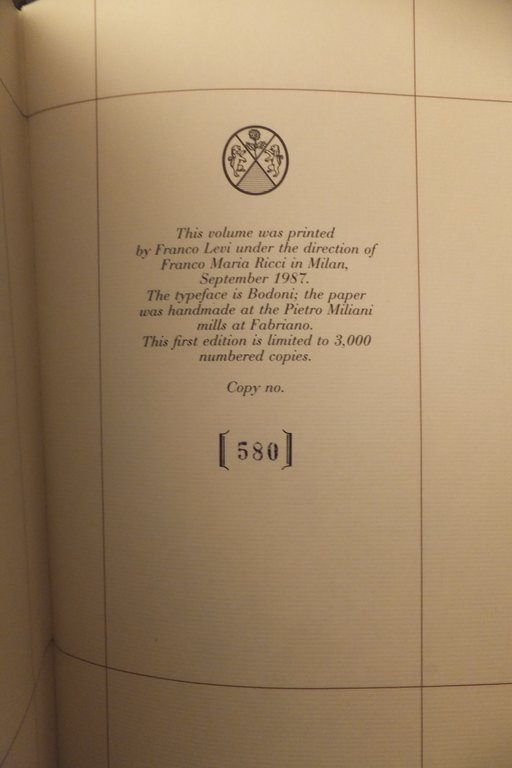 This volume was printed
by Franco Levi under the direction of
Franco Maria Ricci in Milan,
September 1987.
The typeface is Bodoni; the paper
was handmade at the Pietro Miliani
mills at Fabriano.
This first edition is limited to 3,000
numbered copies.
Copy no.
[580]